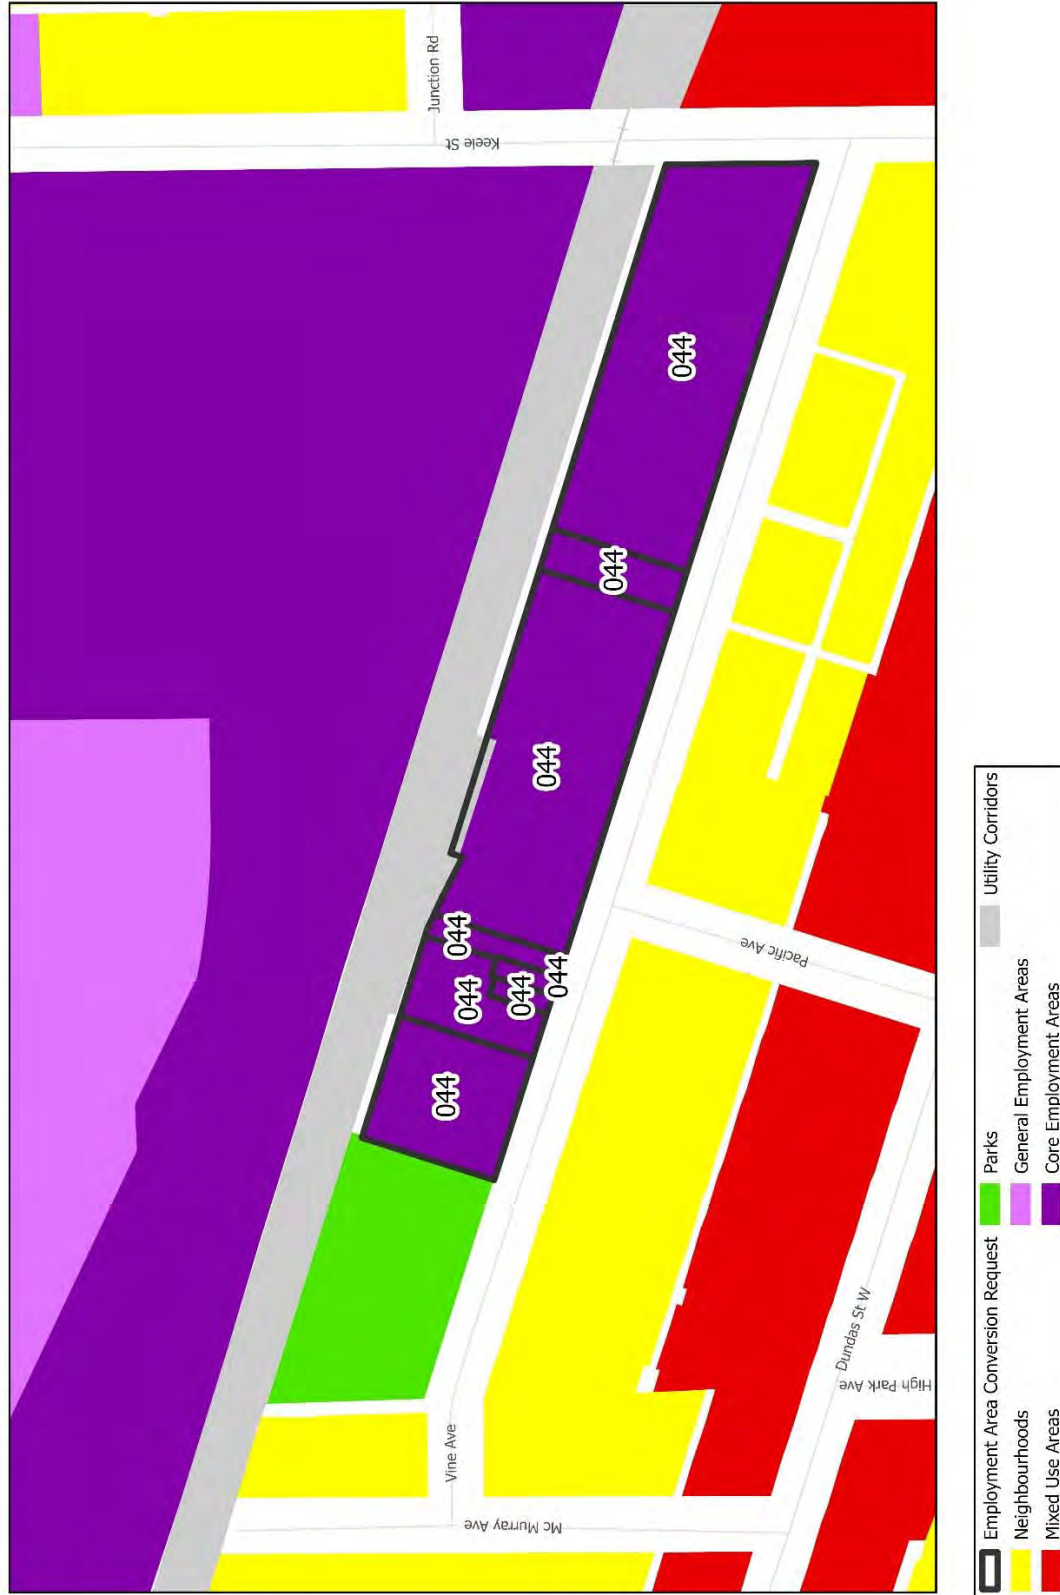 Junction Rd
Keele St
044
044
044
044
044
044
044
044
Pacific Ave
Vine Ave
Dundas St W
High Park Ave
Mc Murray Ave
Employment Area Conversion Request
Parks
Utility Corridors
Neighbourhoods
General Employment Areas
Mixed Use Areas
Core Employment Areas